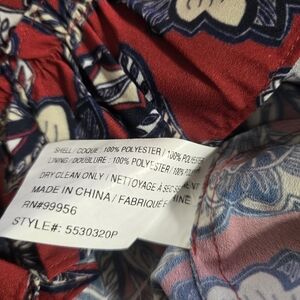 SHELL / COQUE : 100% POLYESTER / 100% POLYESTER
LINING / DOUBLURE : 100% POLYESTER / 100% POLYESTER
DRY CLEAN ONLY / NETTOYAGE À SEC
MADE IN CHINA / FABRIQUÉ
RN#99956
STYLE#: 5530320P